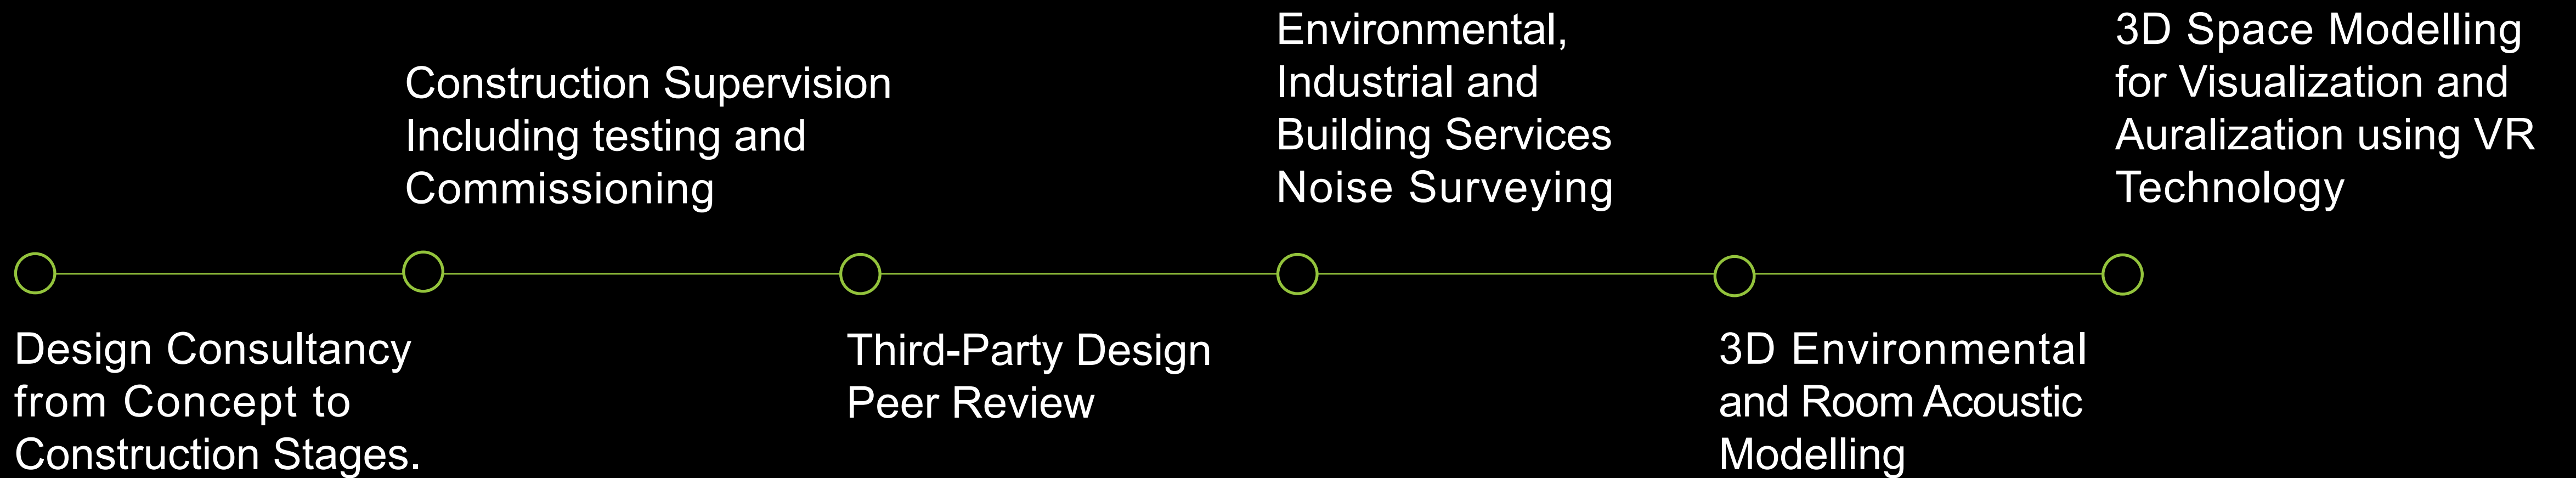 Design Consultancy
from Concept to
Construction Stages.
Construction Supervision
Including testing and
Commissioning
Third-Party Design
Peer Review
Environmental,
Industrial and
Building Services
Noise Surveying
3D Environmental
and Room Acoustic
Modelling
3D Space Modelling
for Visualization and
Auralization using VR
Technology